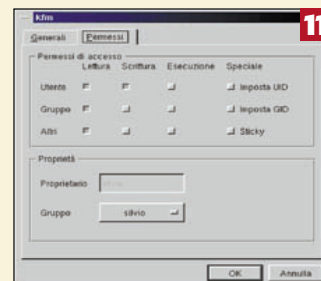 11
kfm
Generali Permessi
Permessi di accesso
Lettura Scrittura Esecuzione Speciale
Utente Imposta UID
Gruppo Imposta GID
Altri Sticky
Proprietà
Proprietario silvio
Gruppo silvio
OK Annulla